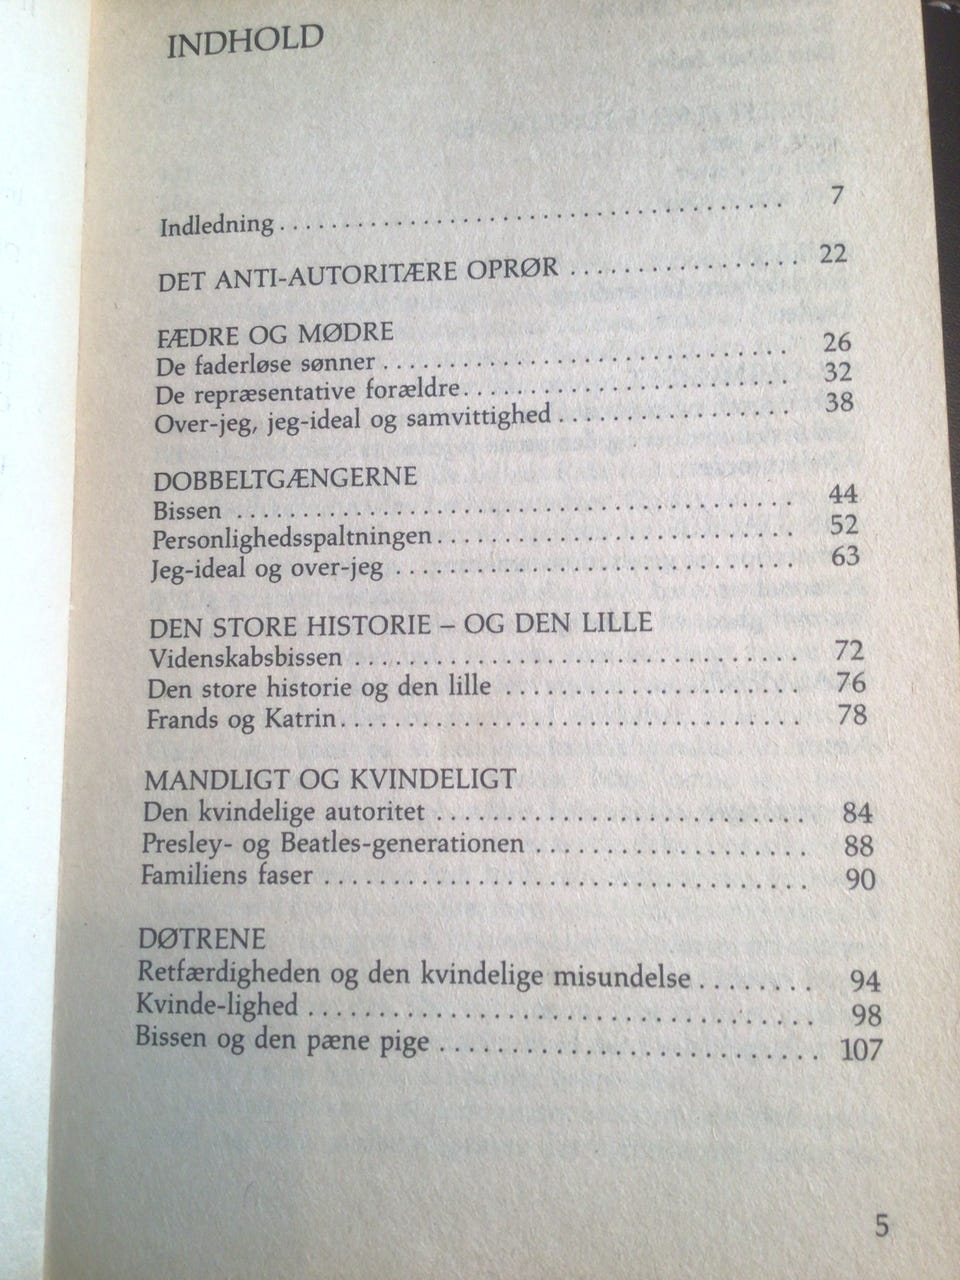 INDHOLD
Indledning . . . . . . . . . . . . . . . . . . . . . . . . . . . . . . . . . . . . 7
DET ANTI-AUTORITÆRE OPRØR . . . . . . . . . . . . . . . . 22
FÆDRE OG MØDRE
De faderløse sønner . . . . . . . . . . . . . . . . . . . . . . . . . . . . 26
De repræsentative forældre . . . . . . . . . . . . . . . . . . . . . . . 32
Over-jeg, jeg-ideal og samvittighed . . . . . . . . . . . . . . . . 38
DOBBELTGÆNGERNE
Bissen . . . . . . . . . . . . . . . . . . . . . . . . . . . . . . . . . . . . . . 44
Personlighedsspaltningen . . . . . . . . . . . . . . . . . . . . . . . . 52
Jeg-ideal og over-jeg . . . . . . . . . . . . . . . . . . . . . . . . . . . 63
DEN STORE HISTORIE – OG DEN LILLE
Videnskabsbissen . . . . . . . . . . . . . . . . . . . . . . . . . . . . . . 72
Den store historie og den lille . . . . . . . . . . . . . . . . . . . . 76
Frands og Katrin . . . . . . . . . . . . . . . . . . . . . . . . . . . . . . . 78
MANDLIGT OG KVINDELIGT
Den kvindelige autoritet . . . . . . . . . . . . . . . . . . . . . . . . . 84
Presley- og Beatles-generationen . . . . . . . . . . . . . . . . . . 88
Familiens faser . . . . . . . . . . . . . . . . . . . . . . . . . . . . . . . . 90
DØTRENE
Retfærdigheden og den kvindelige misundelse . . . . . . . . 94
Kvinde-lighed . . . . . . . . . . . . . . . . . . . . . . . . . . . . . . . . . 98
Bissen og den pæne pige . . . . . . . . . . . . . . . . . . . . . . . . 107
5